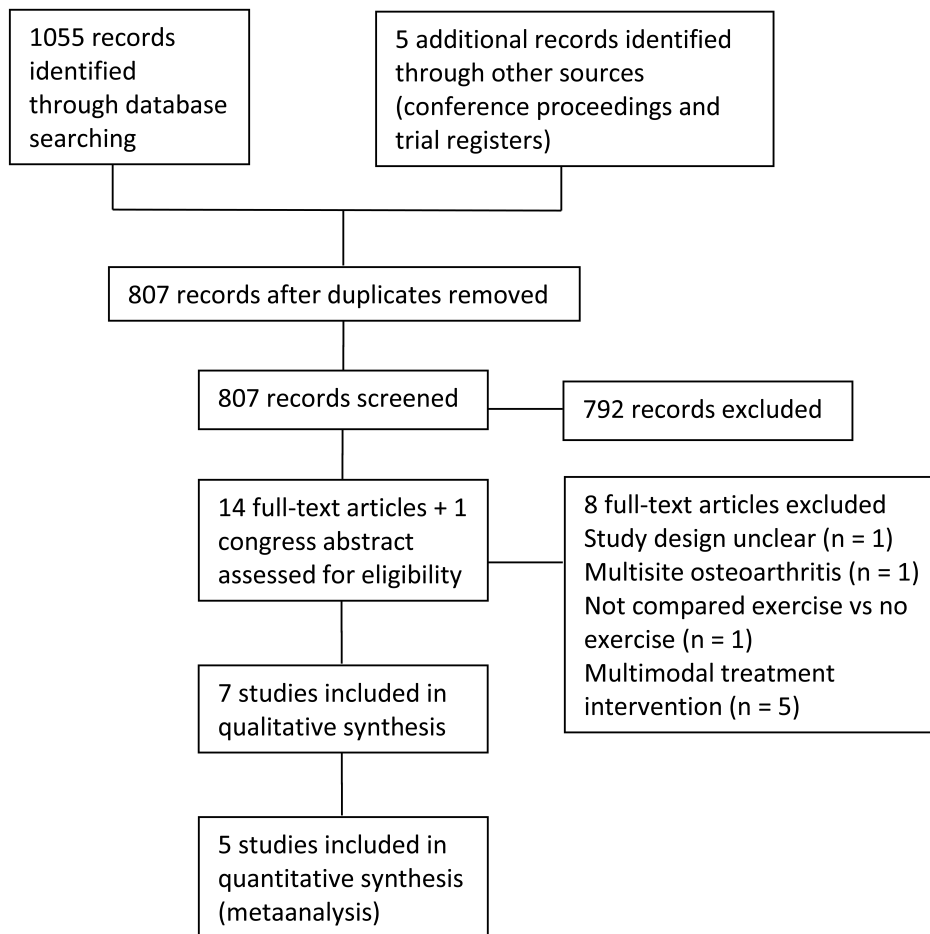 1055 records
identified
through database
searching
5 additional records identified
through other sources
(conference proceedings and
trial registers)
807 records after duplicates removed
807 records screened
792 records excluded
14 full-text articles + 1
congress abstract
assessed for eligibility
8 full-text articles excluded
Study design unclear (n = 1)
Multisite osteoarthritis (n = 1)
Not compared exercise vs no
exercise (n = 1)
Multimodal treatment
intervention (n = 5)
7 studies included in
qualitative synthesis
5 studies included in
quantitative synthesis
(metaanalysis)